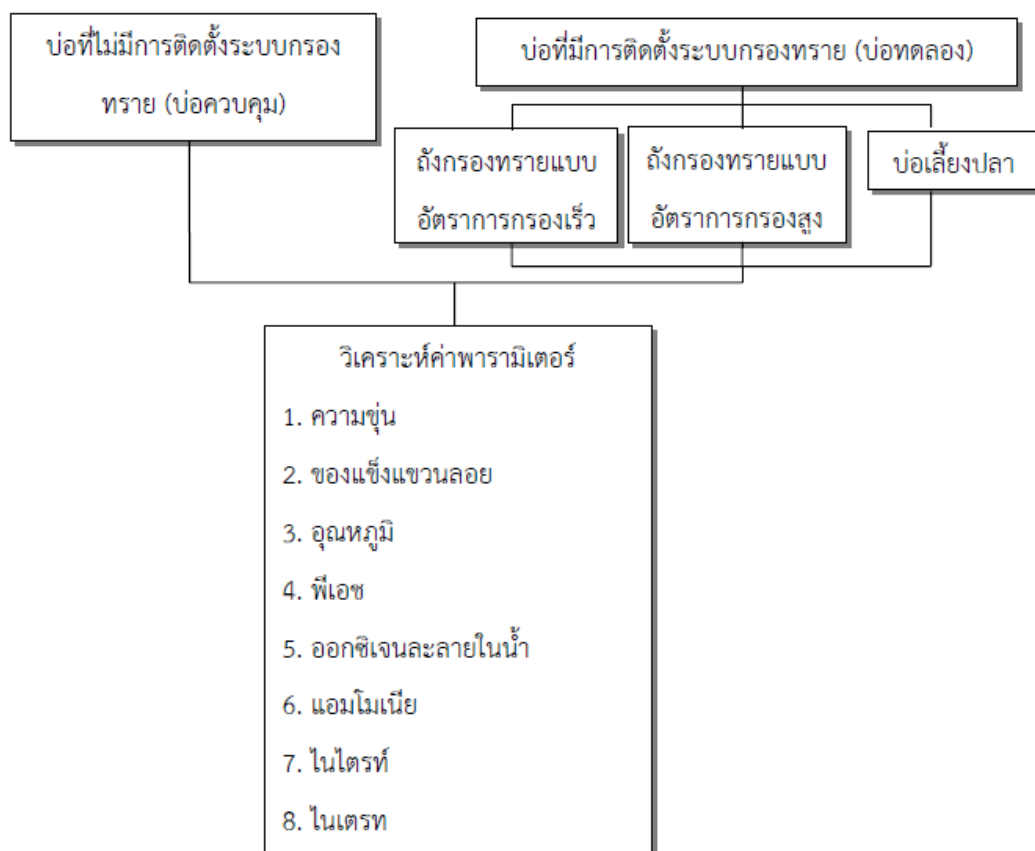 บ่อที่ไม่มีการติดตั้งระบบกรอง
ทราย (บ่อควบคุม)
บ่อที่มีการติดตั้งระบบกรองทราย (บ่อทดลอง)
ถังกรองทรายแบบ
อัตราการกรองเร็ว
ถังกรองทรายแบบ
อัตราการกรองสูง
บ่อเลี้ยงปลา
วิเคราะห์ค่าพารามิเตอร์
1. ความขุ่น
2. ของแข็งแขวนลอย
3. อุณหภูมิ
4. พีเอช
5. ออกซิเจนละลายในน้ำ
6. แอมโมเนีย
7. ไนไตรท์
8. ไนเตรท